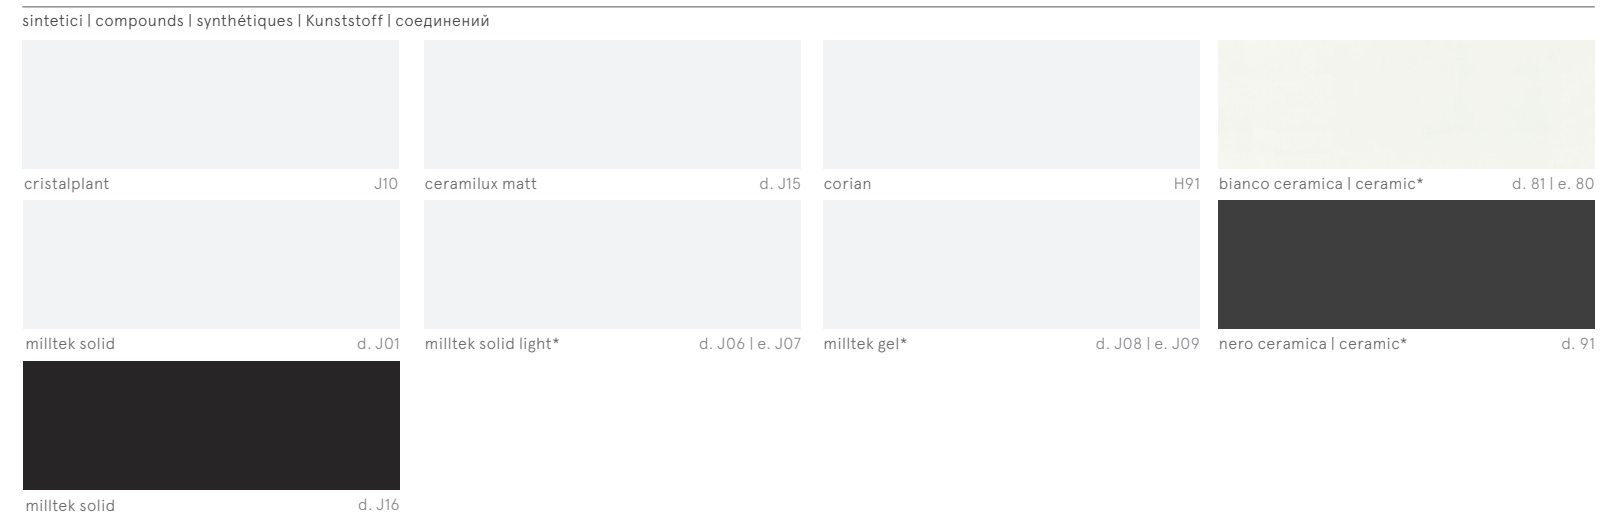 sintetici | compounds | synthétiques | Kunststoff | соединений
cristalplant J10 ceramilux matt d. J15 corian H91 bianco ceramica | ceramic* d. 81 | e. 80
milltek solid d. J01 milltek solid light* d. J06 | e. J07 milltek gel* d. J08 | e. J09 nero ceramica | ceramic* d. 91
milltek solid d. J16